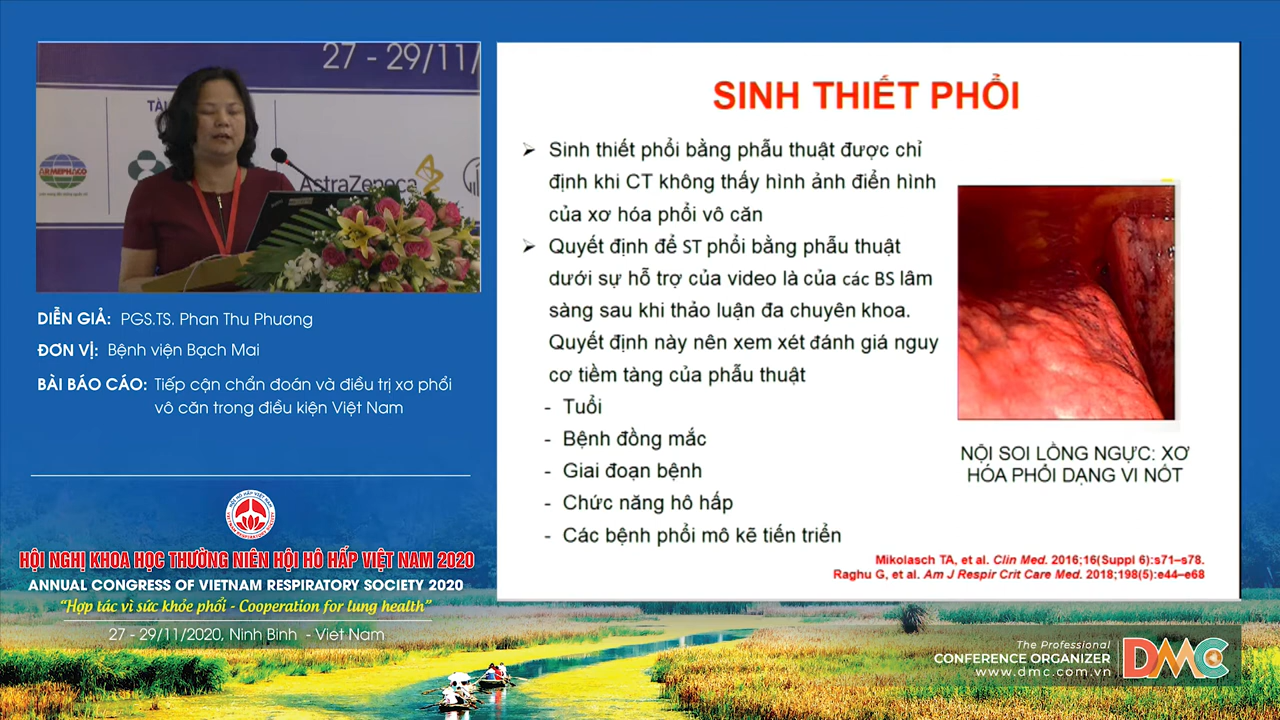 27 - 29/11/
TÀI
ARMEPHACO
AstraZeneca
DIỄN GIẢ: PGS.TS. Phan Thu Phương
ĐƠN VỊ: Bệnh viện Bạch Mai
BÀI BÁO CÁO: Tiếp cận chẩn đoán và điều trị xơ phổi
vô căn trong điều kiện Việt Nam
HỘI NGHỊ KHOA HỌC THƯỜNG NIÊN HỘI HÔ HẤP VIỆT NAM 2020
ANNUAL CONGRESS OF VIETNAM RESPIRATORY SOCIETY 2020
“Hợp tác vì sức khỏe phổi - Cooperation for lung health”
27 - 29/11/2020, Ninh Bình - Việt Nam
SINH THIẾT PHỔI
➢ Sinh thiết phổi bằng phẫu thuật được chỉ
định khi CT không thấy hình ảnh điển hình
của xơ hóa phổi vô căn
➢ Quyết định để ST phổi bằng phẫu thuật
dưới sự hỗ trợ của video là của các BS lâm
sàng sau khi thảo luận đa chuyên khoa.
Quyết định này nên xem xét đánh giá nguy
cơ tiềm tàng của phẫu thuật
- Tuổi
- Bệnh đồng mắc
- Giai đoạn bệnh
- Chức năng hô hấp
- Các bệnh phổi mô kẽ tiến triển
NỘI SOI LỒNG NGỰC: XƠ
HÓA PHỔI DẠNG VI NỐT
Mikolasch TA, et al. Clin Med. 2016;16(Suppl 6):s71–s78.
Raghu G, et al. Am J Respir Crit Care Med. 2018;198(5):e44–e68
The Professional
CONFERENCE ORGANIZER
www.dmc.com.vn
DMC